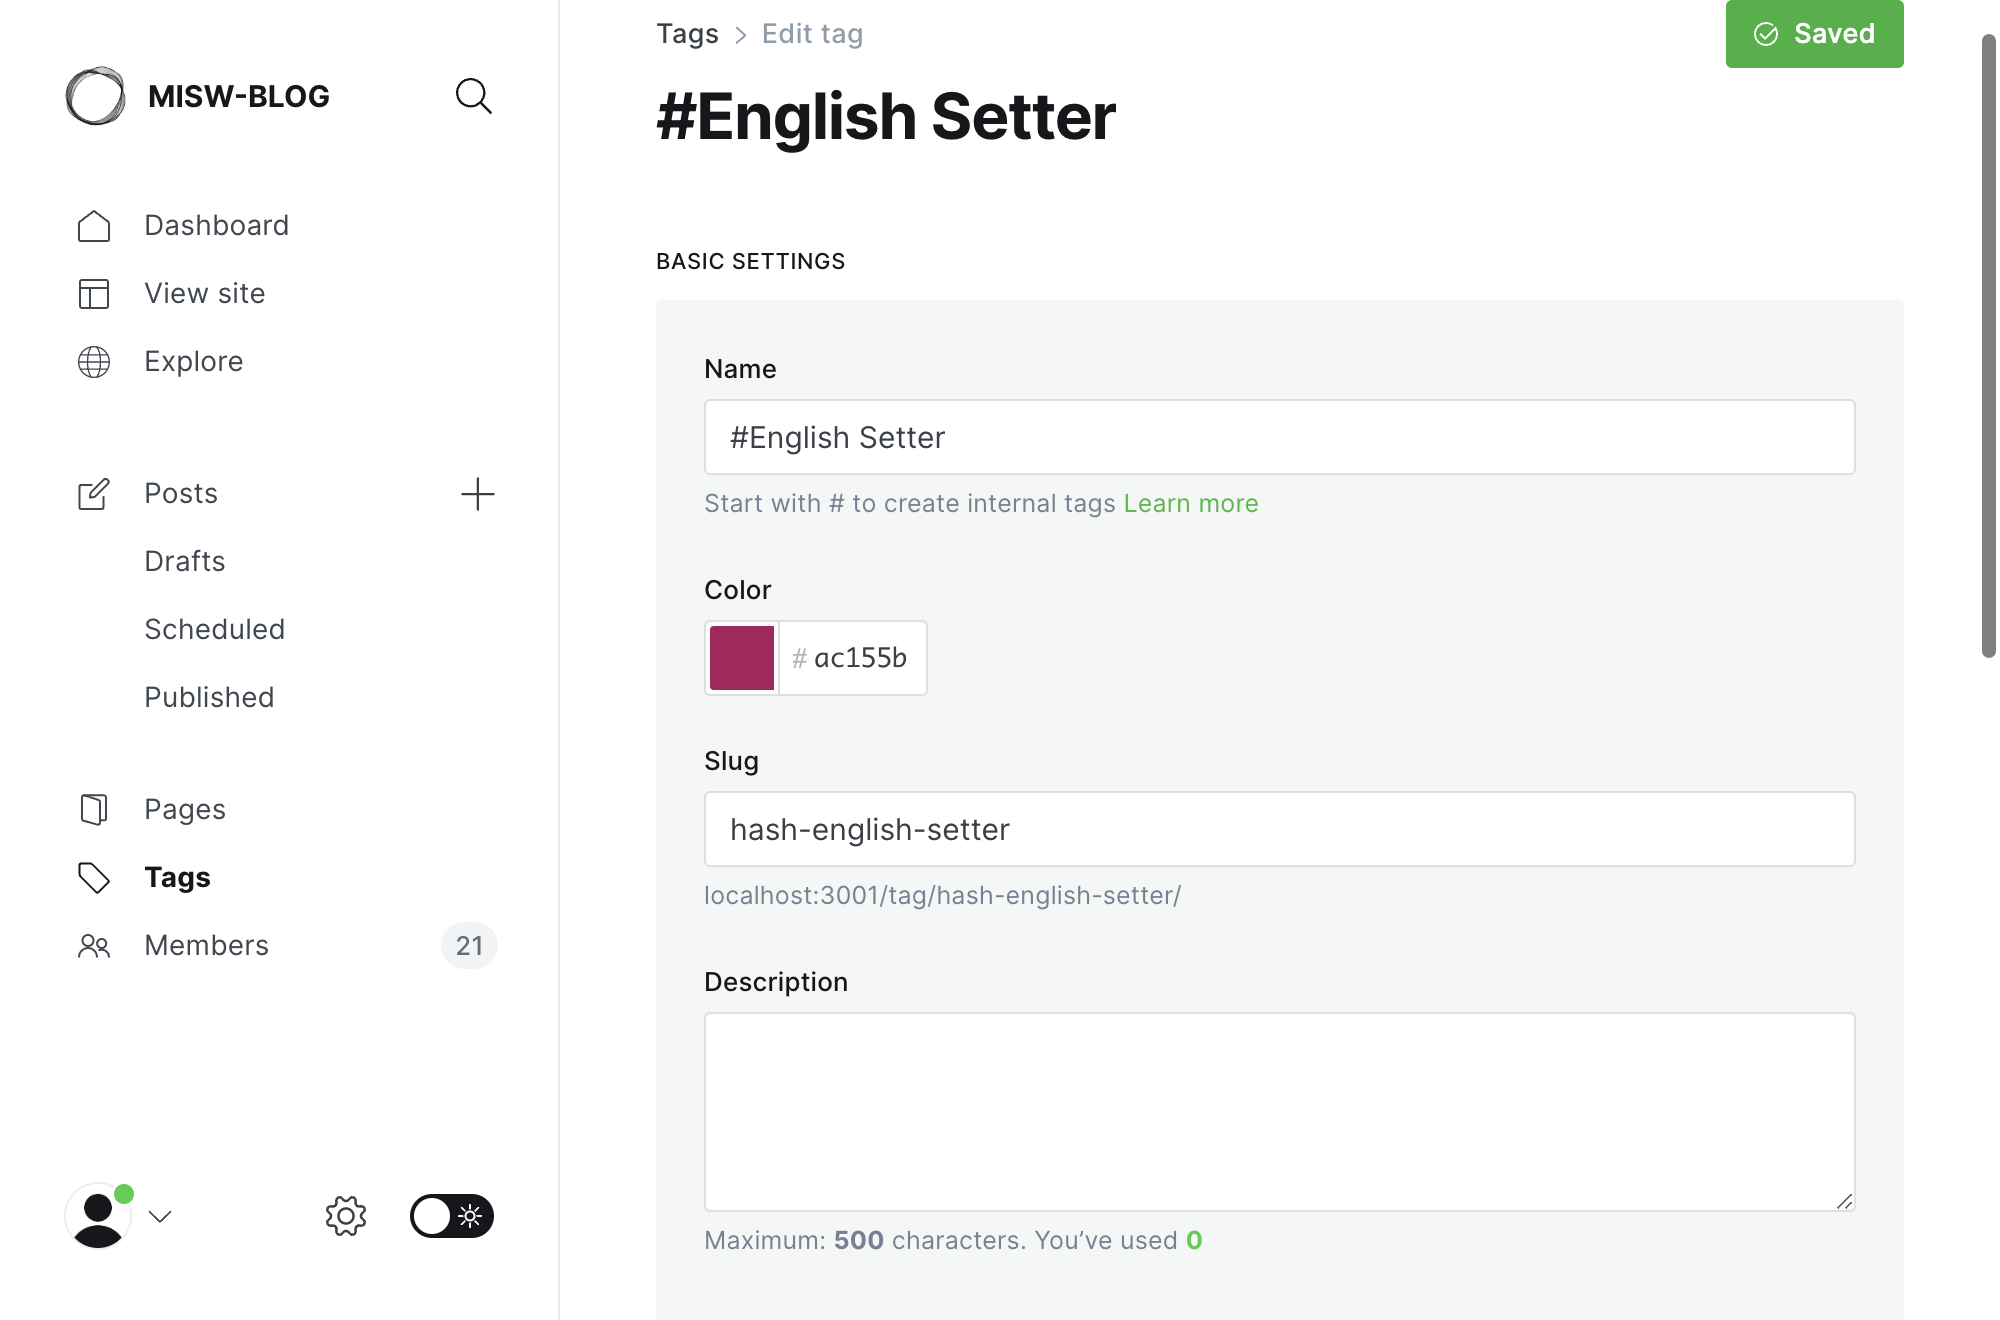 MISW-BLOG
Dashboard
View site
Explore
Posts
Drafts
Scheduled
Published
Pages
Tags
Members 21
Tags > Edit tag
Saved
#English Setter
BASIC SETTINGS
Name
#English Setter
Start with # to create internal tags Learn more
Color
# ac155b
Slug
hash-english-setter
localhost:3001/tag/hash-english-setter/
Description
Maximum: 500 characters. You’ve used 0